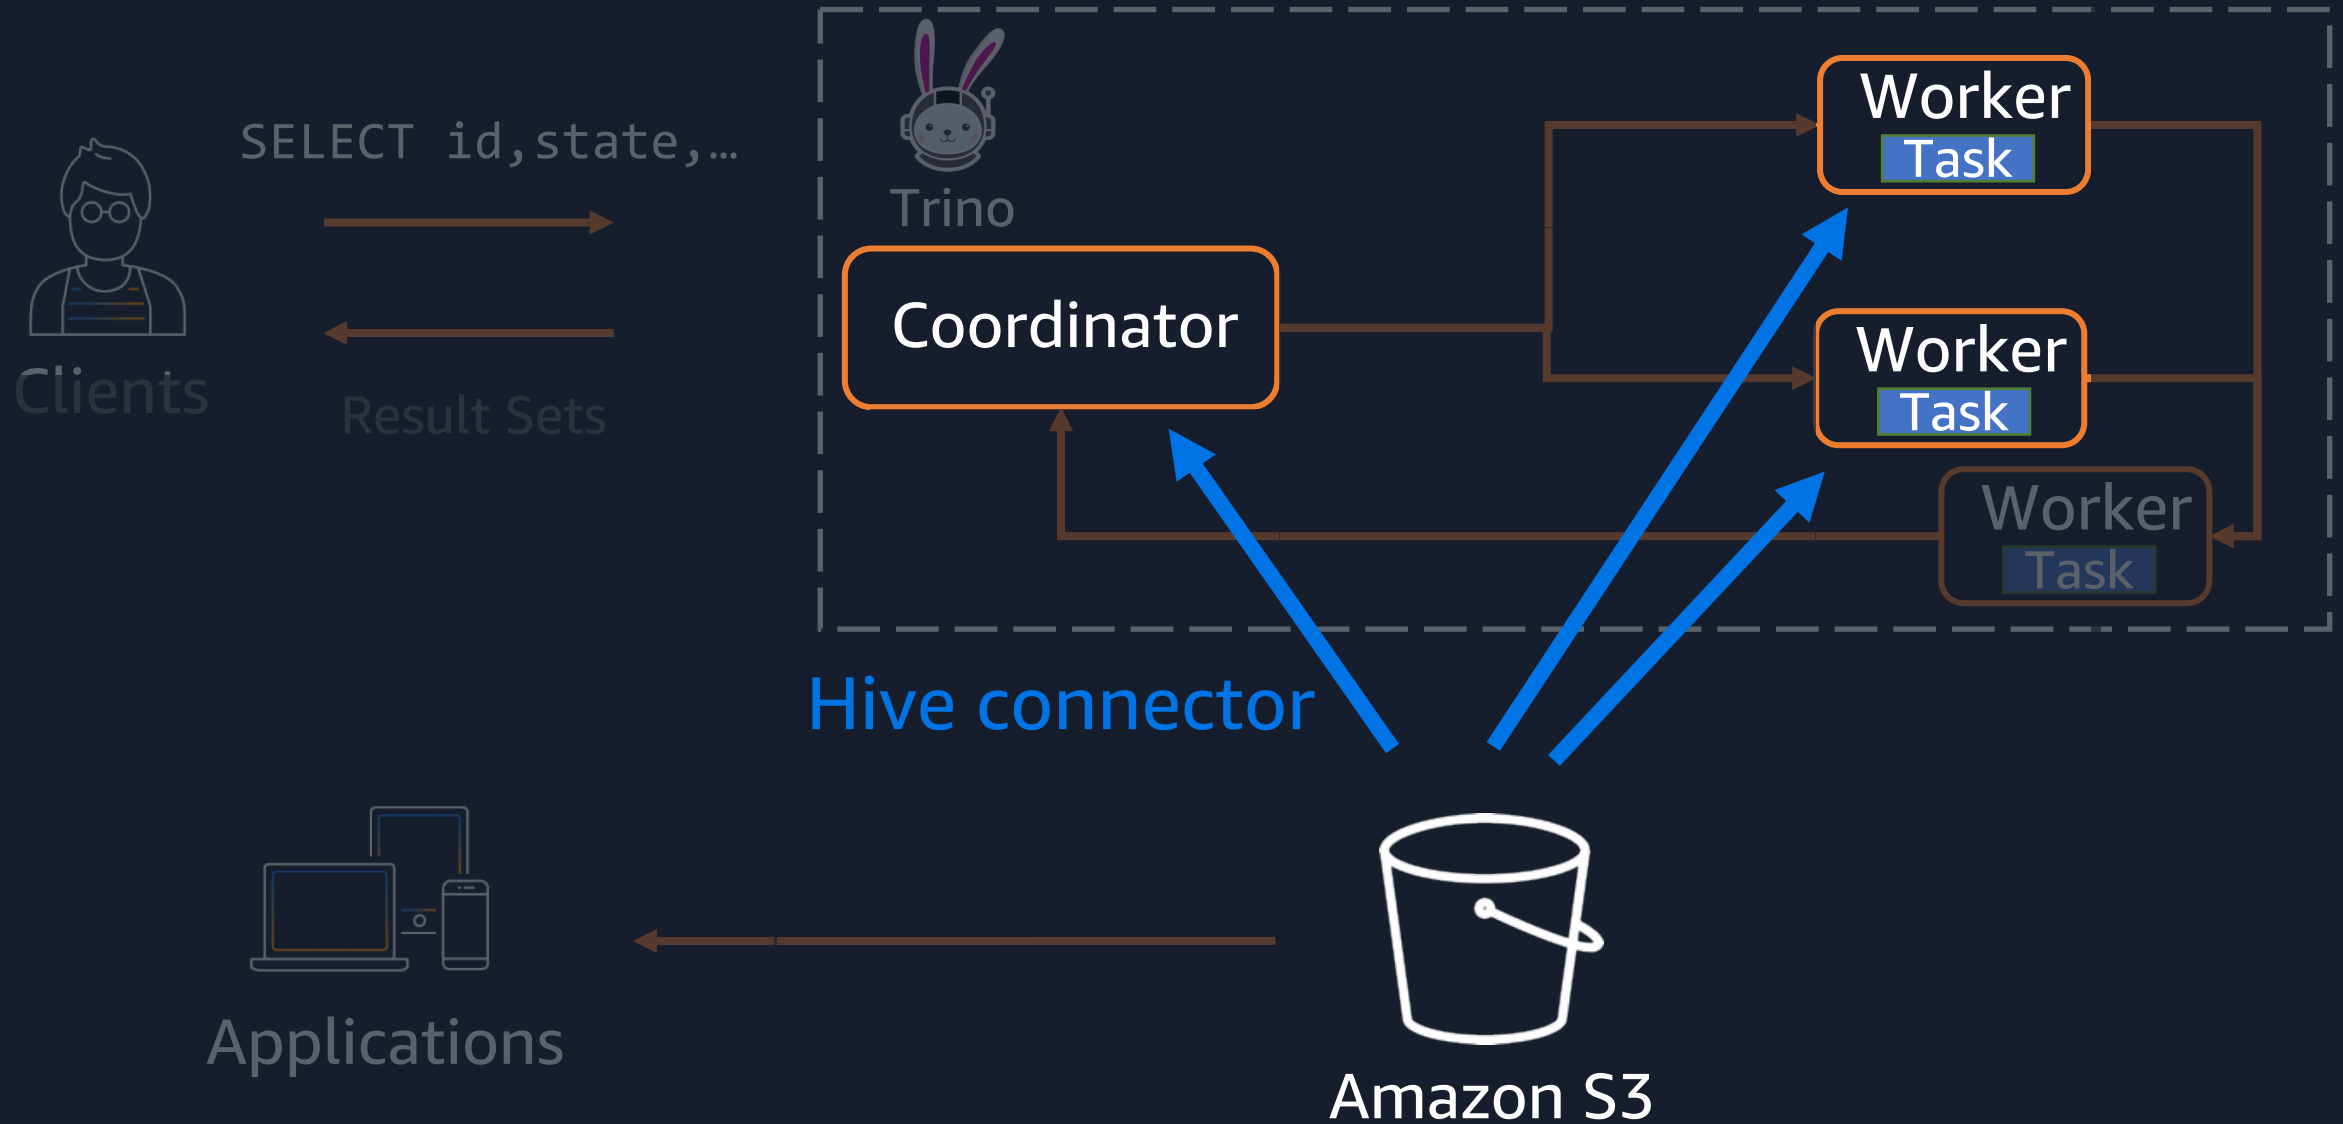 SELECT id,state,…
Clients
Result Sets
Trino
Coordinator
Worker
Task
Worker
Task
Worker
Task
Hive connector
Applications
Amazon S3